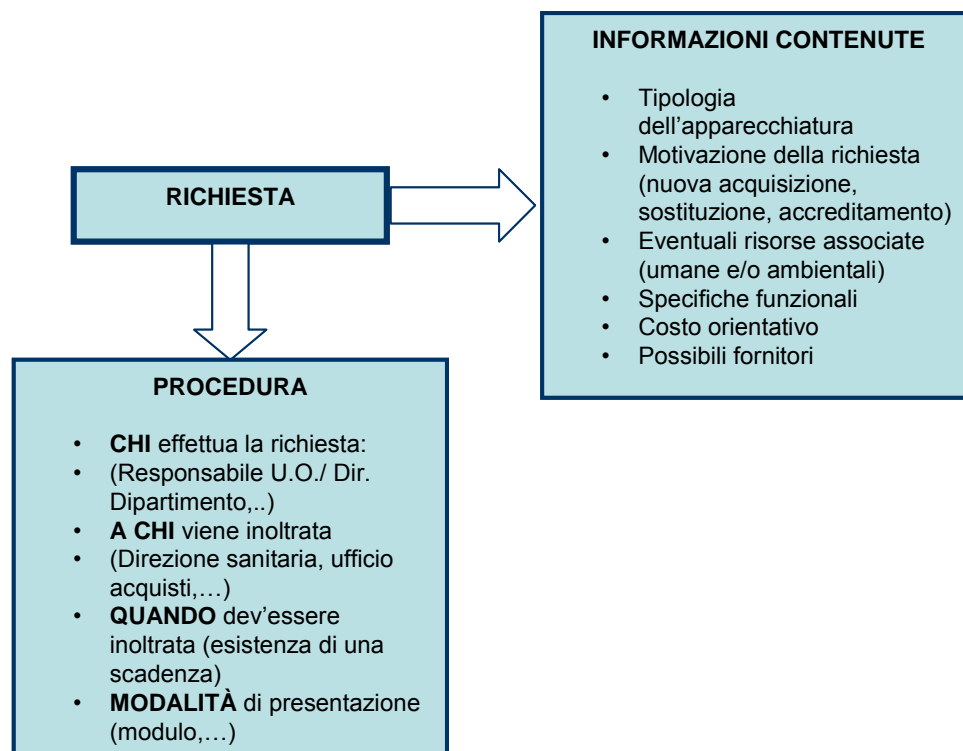 RICHIESTA
INFORMAZIONI CONTENUTE
• Tipologia
dell'apparecchiatura
• Motivazione della richiesta
(nuova acquisizione,
sostituzione, accreditamento)
• Eventuali risorse associate
(umane e/o ambientali)
• Specifiche funzionali
• Costo orientativo
• Possibili fornitori
PROCEDURA
• CHI effettua la richiesta:
• (Responsabile U.O./ Dir.
Dipartimento,..)
• A CHI viene inoltrata
• (Direzione sanitaria, ufficio
acquisti,…)
• QUANDO dev'essere
inoltrata (esistenza di una
scadenza)
• MODALITÀ di presentazione
(modulo,…)